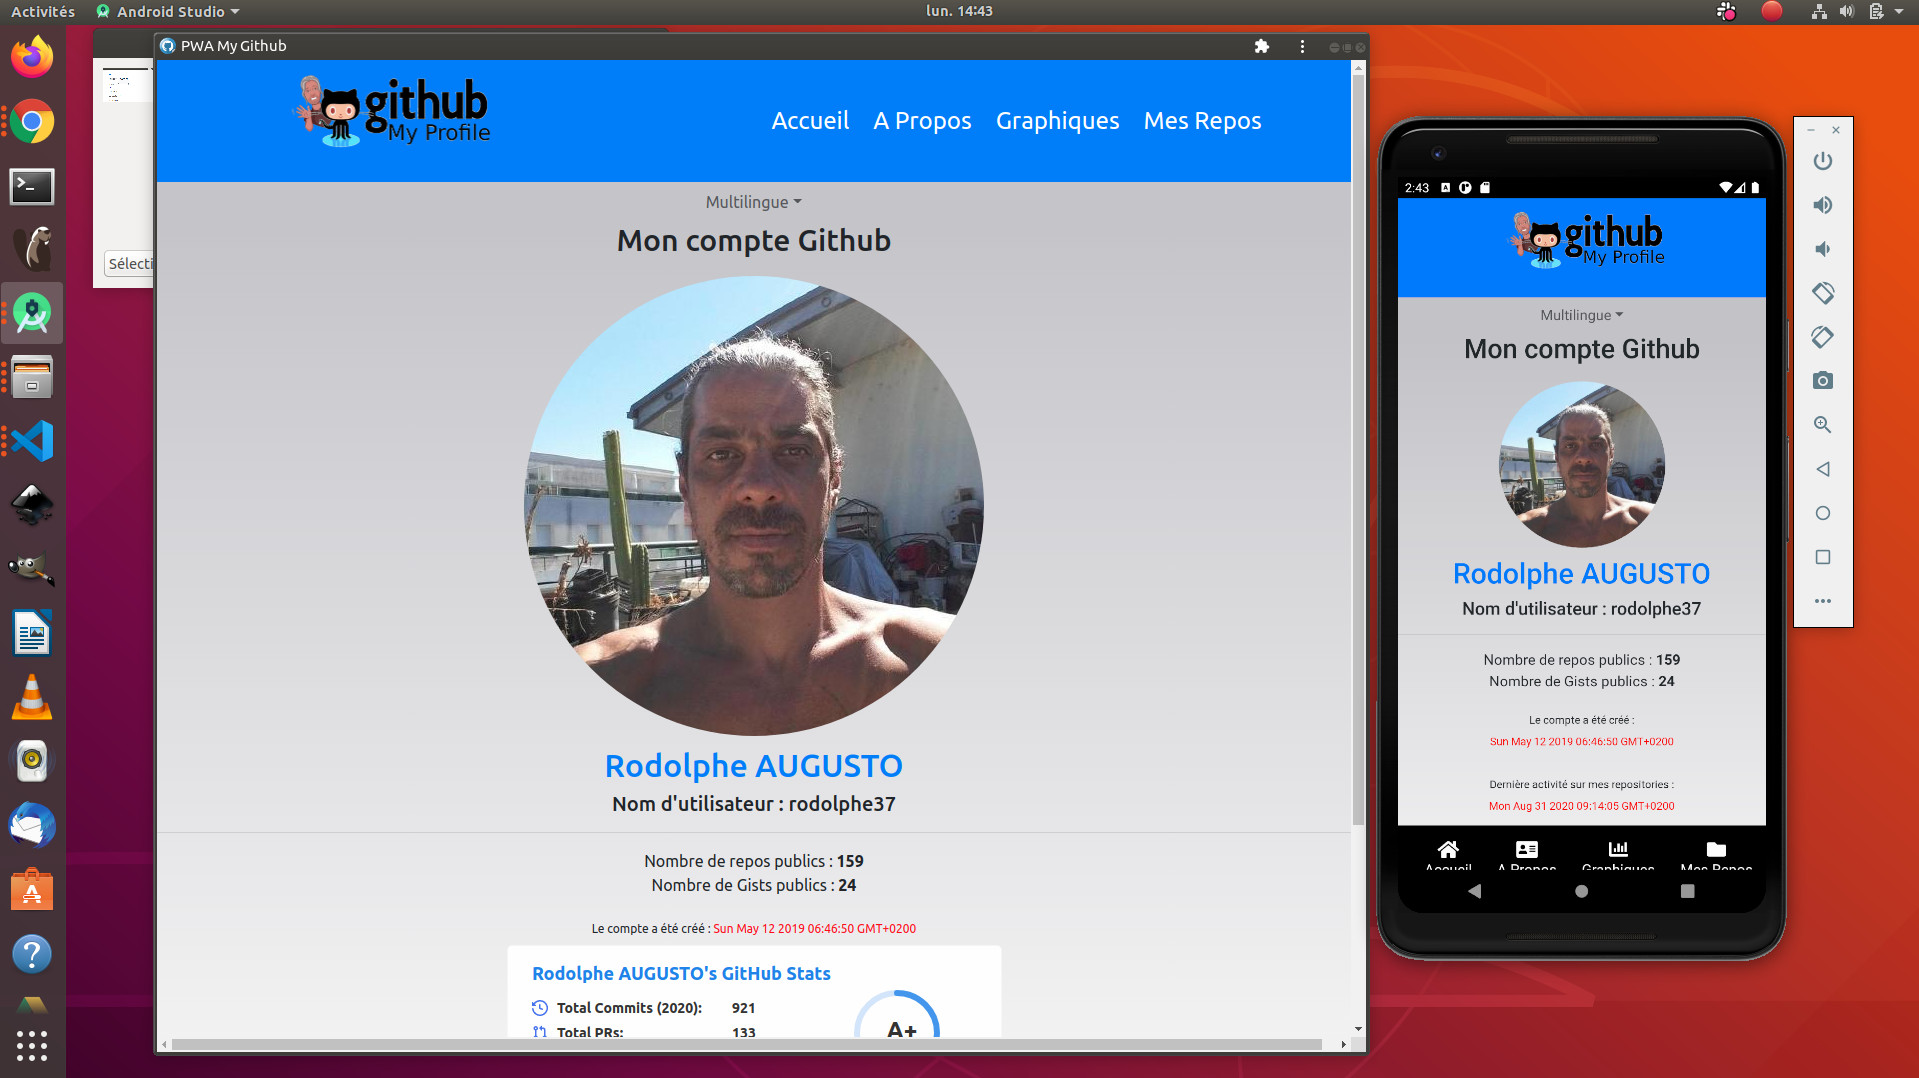 Activités
Android Studio
lun. 14:43
PWA My Github
Sélecti
github
My Profile
Accueil A Propos Graphiques Mes Repos
Multilingue
Mon compte Github
Rodolphe AUGUSTO
Nom d'utilisateur : rodolphe37
Nombre de repos publics : 159
Nombre de Gists publics : 24
Le compte a été créé : Sun May 12 2019 06:46:50 GMT+0200
Rodolphe AUGUSTO's GitHub Stats
Total Commits (2020): 921
Total PRs: 133
A+
2:43
github
My Profile
Multilingue
Mon compte Github
Rodolphe AUGUSTO
Nom d'utilisateur : rodolphe37
Nombre de repos publics : 159
Nombre de Gists publics : 24
Le compte a été créé :
Sun May 12 2019 06:46:50 GMT+0200
Dernière activité sur mes repositories :
Mon Aug 31 2020 09:14:05 GMT+0200
Accueil A Propos Graphiques Mes Repos